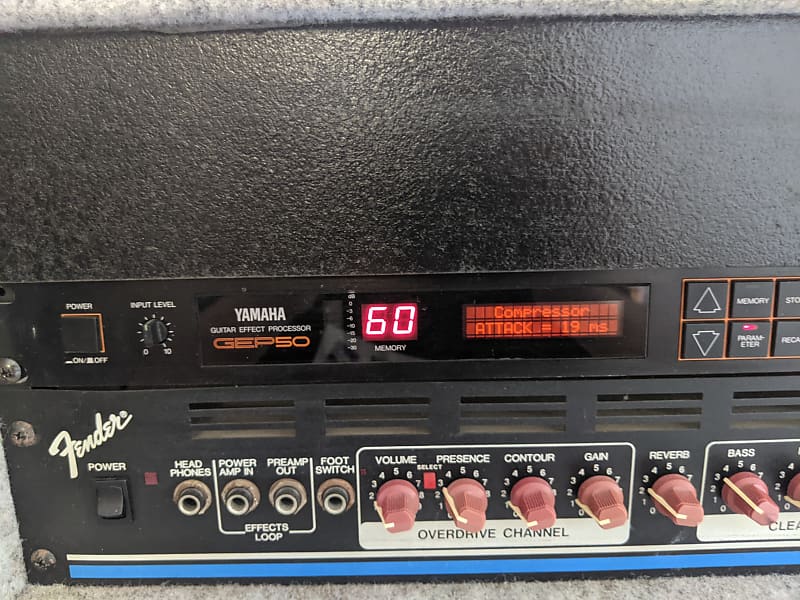 POWER
ON/OFF
INPUT LEVEL
0 10
YAMAHA
GUITAR EFFECT PROCESSOR
GEP50
60
MEMORY
Compressor
ATTACK = 19 ms
MEMORY
PARAM-
ETER
Fender
POWER
HEAD
PHONES
POWER
AMP IN
PREAMP
OUT
EFFECTS
LOOP
FOOT
SWITCH
VOLUME
SELECT
PRESENCE
CONTOUR
GAIN
OVERDRIVE CHANNEL
REVERB
BASS